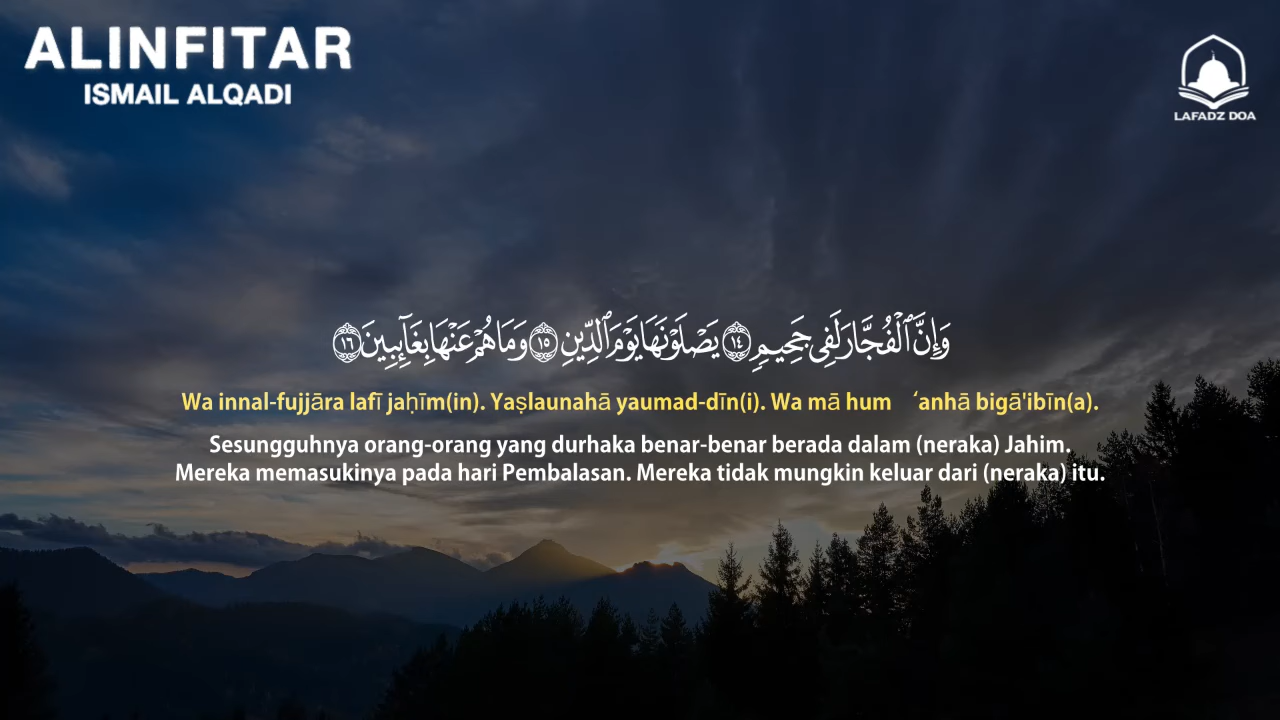 ALINFITAR
ISMAIL ALQADI
LAFADZ DOA
وَإِنَّ ٱلْفُجَّارَ لَفِى جَحِيمٍ ١٤ يَصْلَوْنَهَا يَوْمَ ٱلدِّينِ ١٥ وَمَا هُمْ عَنْهَا بِغَآئِبِينَ ١٦
Wa innal-fujjāra lafī jaḥīm(in). Yaṣlaunahā yaumad-dīn(i). Wa mā hum ‘anhā bigā'ibīn(a).
Sesungguhnya orang-orang yang durhaka benar-benar berada dalam (neraka) Jahim.
Mereka memasukinya pada hari Pembalasan. Mereka tidak mungkin keluar dari (neraka) itu.